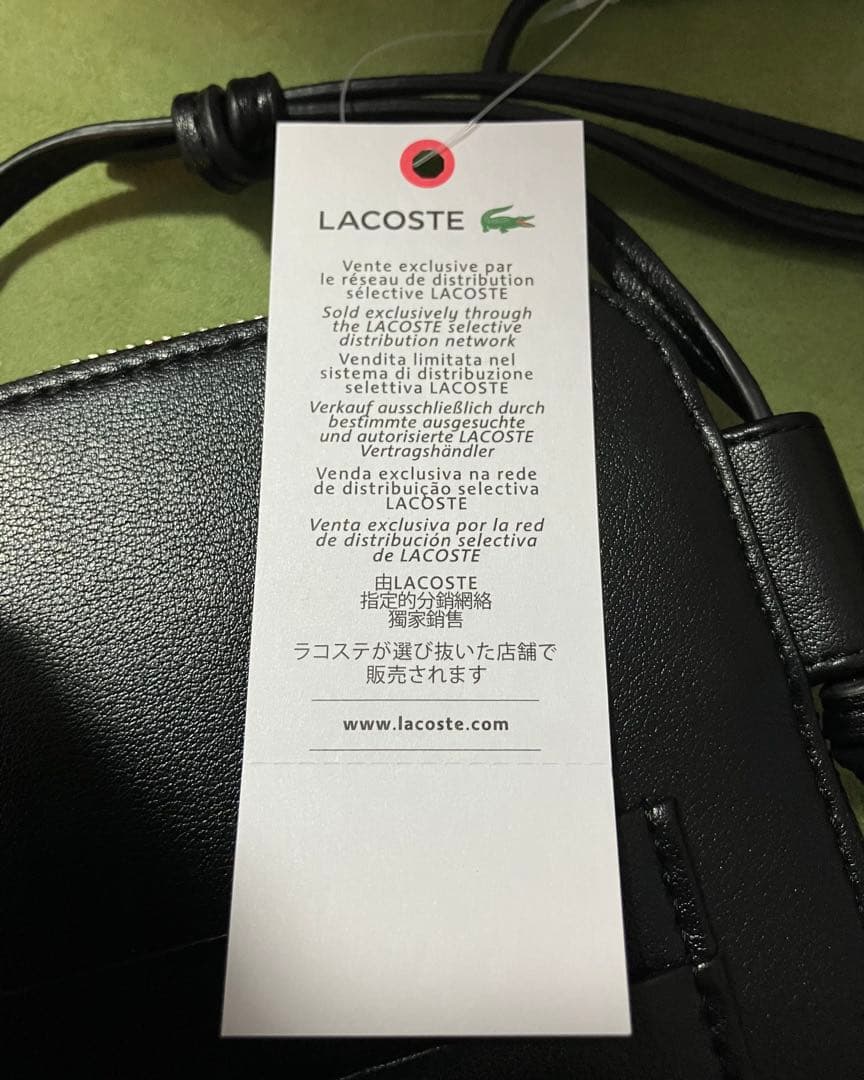 LACOSTE
Vente exclusive par
le réseau de distribution
sélective LACOSTE
Sold exclusively through
the LACOSTE selective
distribution network
Vendita limitata nel
sistema di distribuzione
selettiva LACOSTE
Verkauf ausschließlich durch
bestimmte ausgesuchte
und autorisierte LACOSTE
Vertragshändler
Venda exclusiva na rede
de distribuição selectiva
LACOSTE
Venta exclusiva por la red
de distribución selectiva
de LACOSTE
由LACOSTE
指定的分銷網絡
獨家銷售
ラコステが選び抜いた店舗で
販売されます
www.lacoste.com